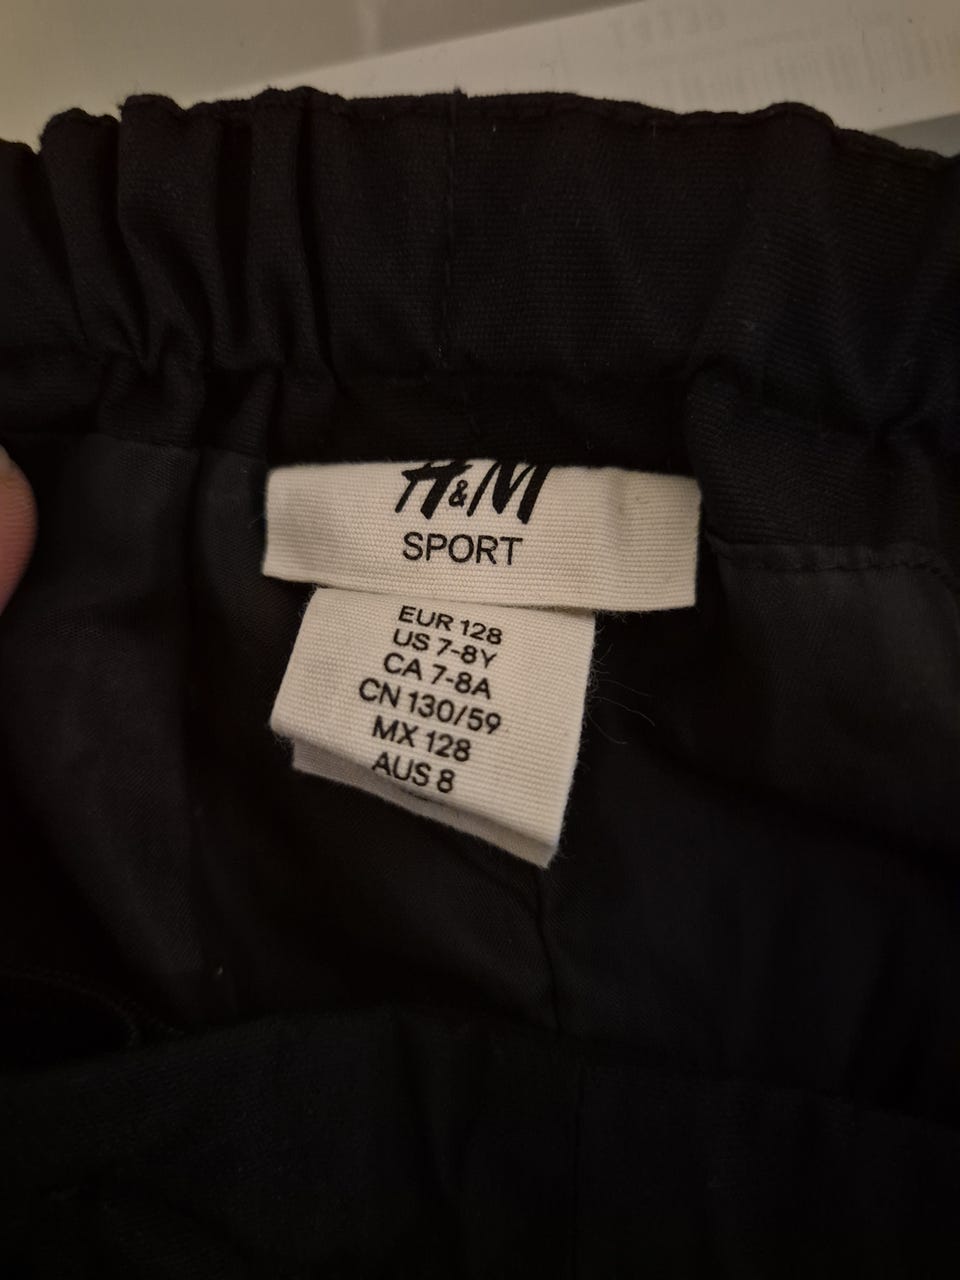 H&M
SPORT
EUR 128
US 7-8Y
CA 7-8A
CN 130/59
MX 128
AUS 8